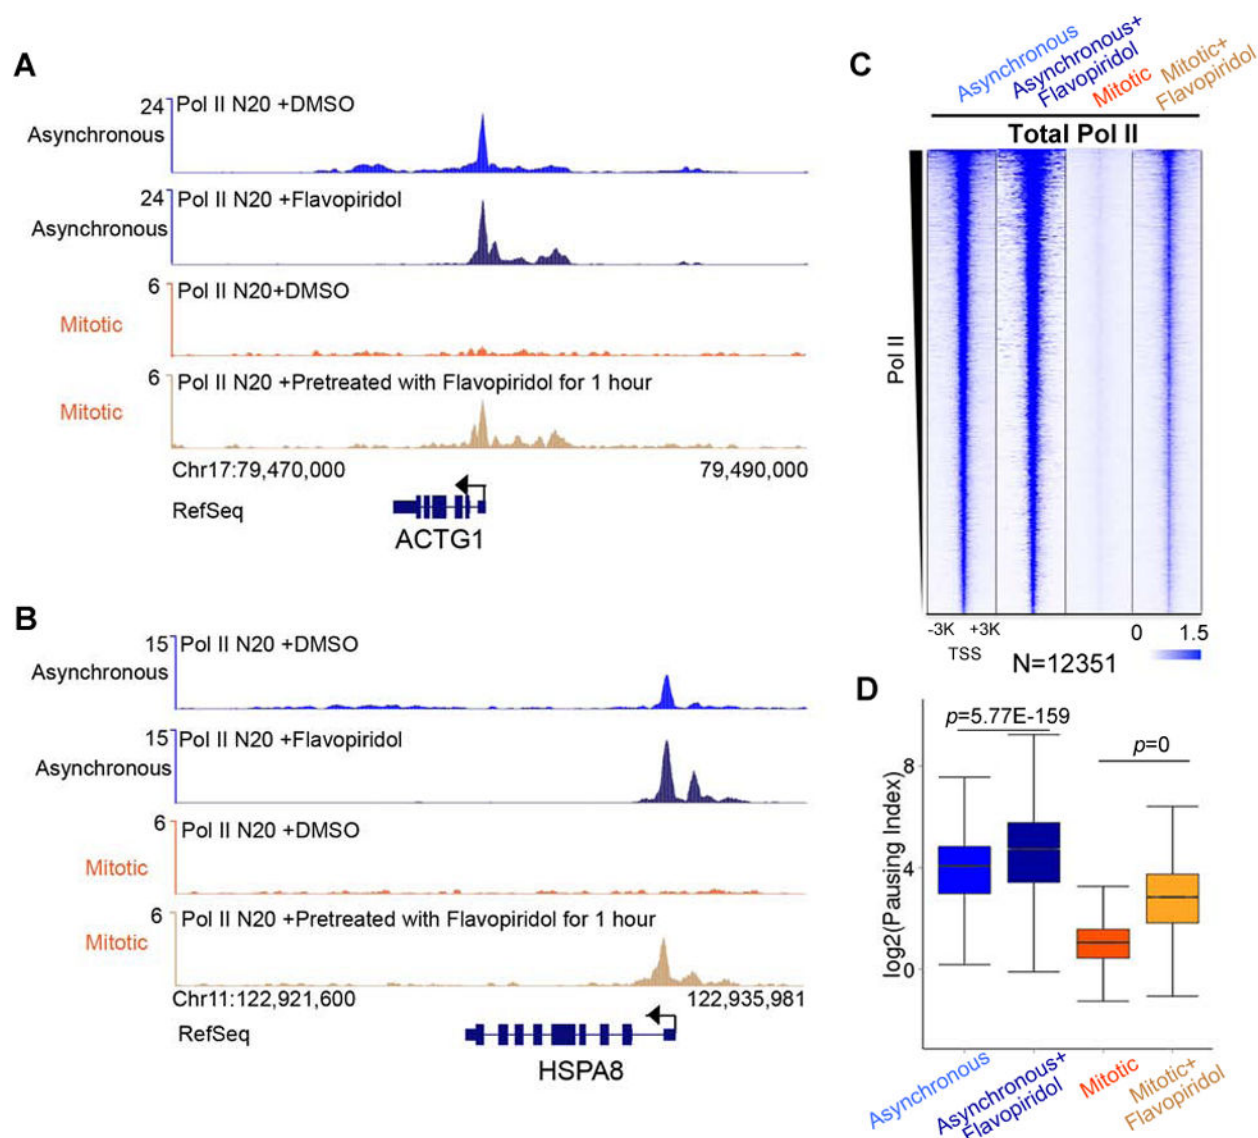 A
24
Pol II N20 +DMSO
Asynchronous
24
Pol II N20 +Flavopiridol
Asynchronous
6
Pol II N20+DMSO
Mitotic
6
Pol II N20 +Pretreated with Flavopiridol for 1 hour
Mitotic
Chr17:79,470,000
79,490,000
RefSeq
ACTG1
B
15
Pol II N20 +DMSO
Asynchronous
15
Pol II N20 +Flavopiridol
Asynchronous
6
Pol II N20 +DMSO
Mitotic
6
Pol II N20 +Pretreated with Flavopiridol for 1 hour
Mitotic
Chr11:122,921,600
122,935,981
RefSeq
HSPA8
C
Asynchronous
Asynchronous+
Flavopiridol
Mitotic
Mitotic+
Flavopiridol
Total Pol II
Pol II
-3K +3K
TSS
0 1.5
N=12351
D
p=5.77E-159
p=0
log2(Pausing Index)
8
4
0
Asynchronous
Asynchronous+
Flavopiridol
Mitotic
Mitotic+
Flavopiridol